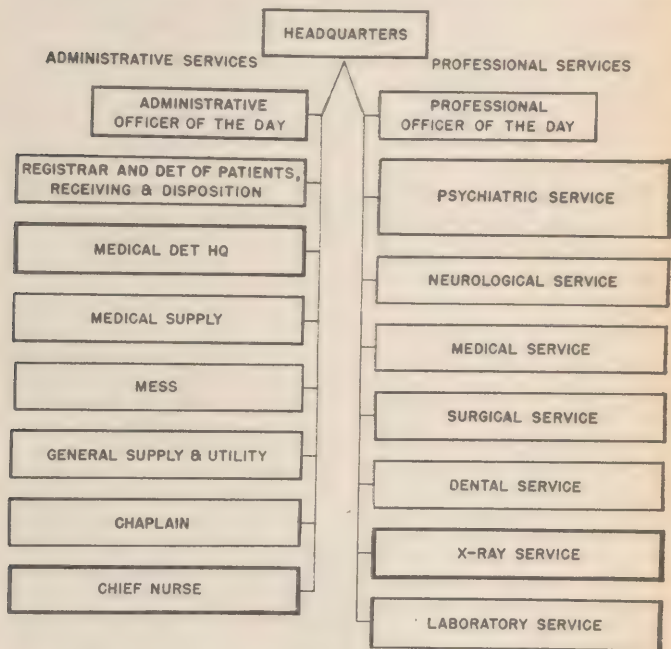 HEADQUARTERS
ADMINISTRATIVE SERVICES
ADMINISTRATIVE
OFFICER OF THE DAY
REGISTRAR AND DET OF PATIENTS,
RECEIVING & DISPOSITION
MEDICAL DET HQ
MEDICAL SUPPLY
MESS
GENERAL SUPPLY & UTILITY
CHAPLAIN
CHIEF NURSE
PROFESSIONAL SERVICES
PROFESSIONAL
OFFICER OF THE DAY
PSYCHIATRIC SERVICE
NEUROLOGICAL SERVICE
MEDICAL SERVICE
SURGICAL SERVICE
DENTAL SERVICE
X-RAY SERVICE
LABORATORY SERVICE